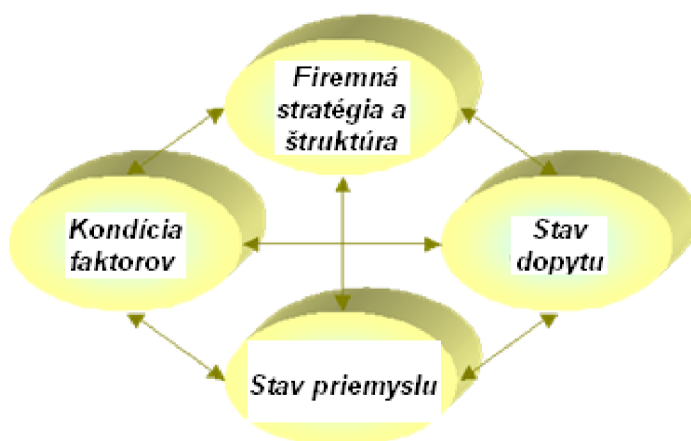 Firemná
stratégia a
štruktúra
Kondícia
faktorov
Stav
dopytu
Stav priemyslu